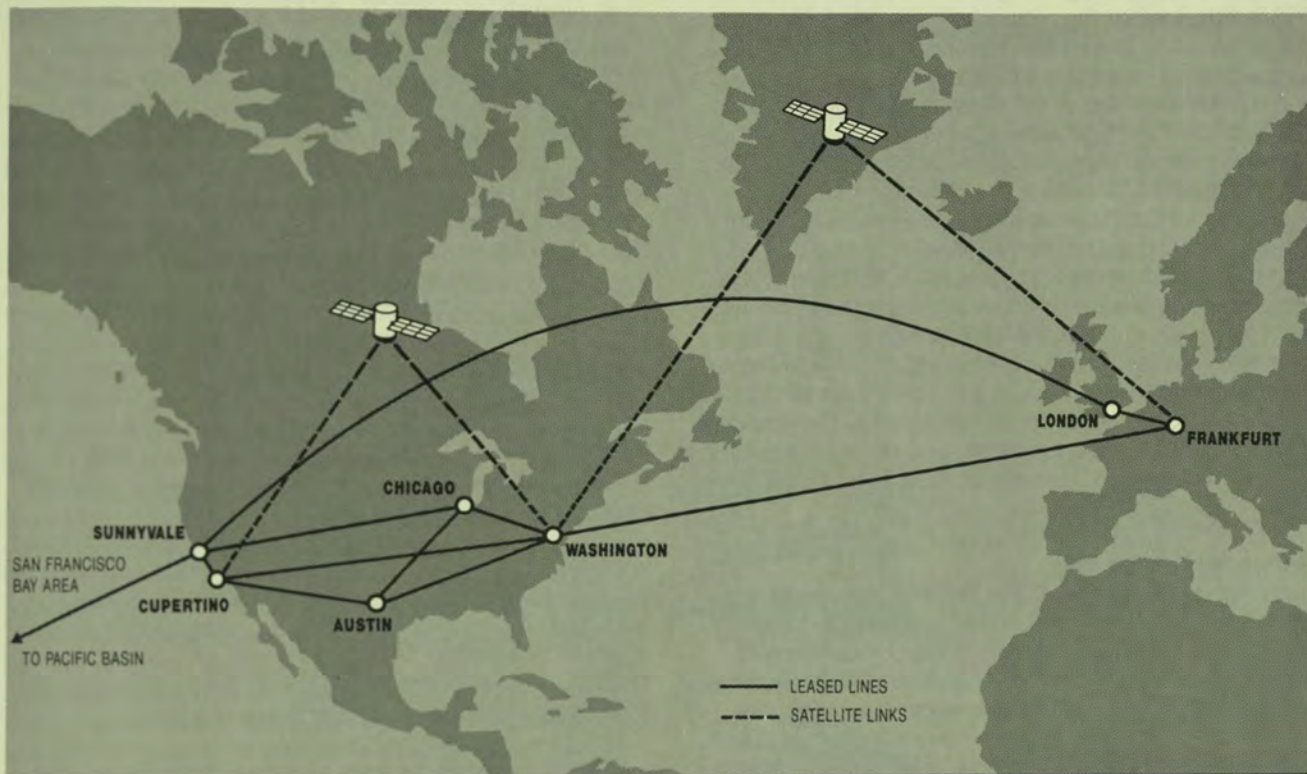 LONDON
FRANKFURT
CHICAGO
SUNNYVALE
WASHINGTON
SAN FRANCISCO
BAY AREA
CUPERTINO
AUSTIN
TO PACIFIC BASIN
LEASED LINES
SATELLITE LINKS